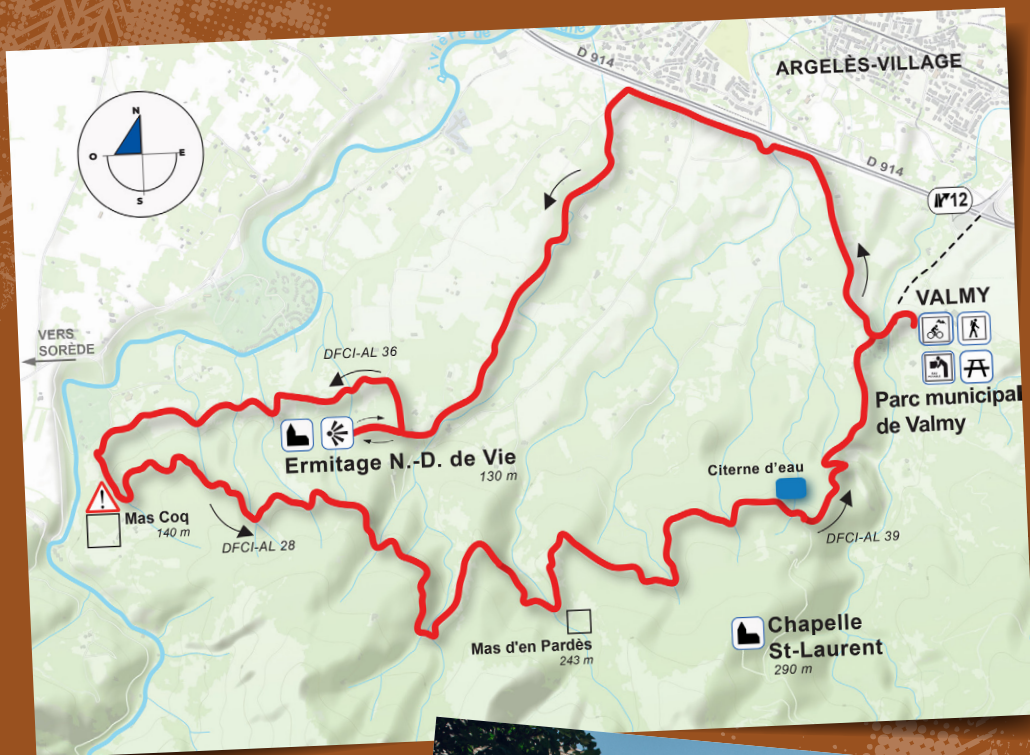 D 914
ARGELÈS-VILLAGE
N
O
E
S
D 914
12
VERS
SORÈDE
VALMY
DFCI-AL 36
Parc municipal
de Valmy
Ermitage N.-D. de Vie
130 m
Citerne d'eau
Mas Coq
140 m
DFCI-AL 28
DFCI-AL 39
Mas d'en Pardès
243 m
Chapelle
St-Laurent
290 m